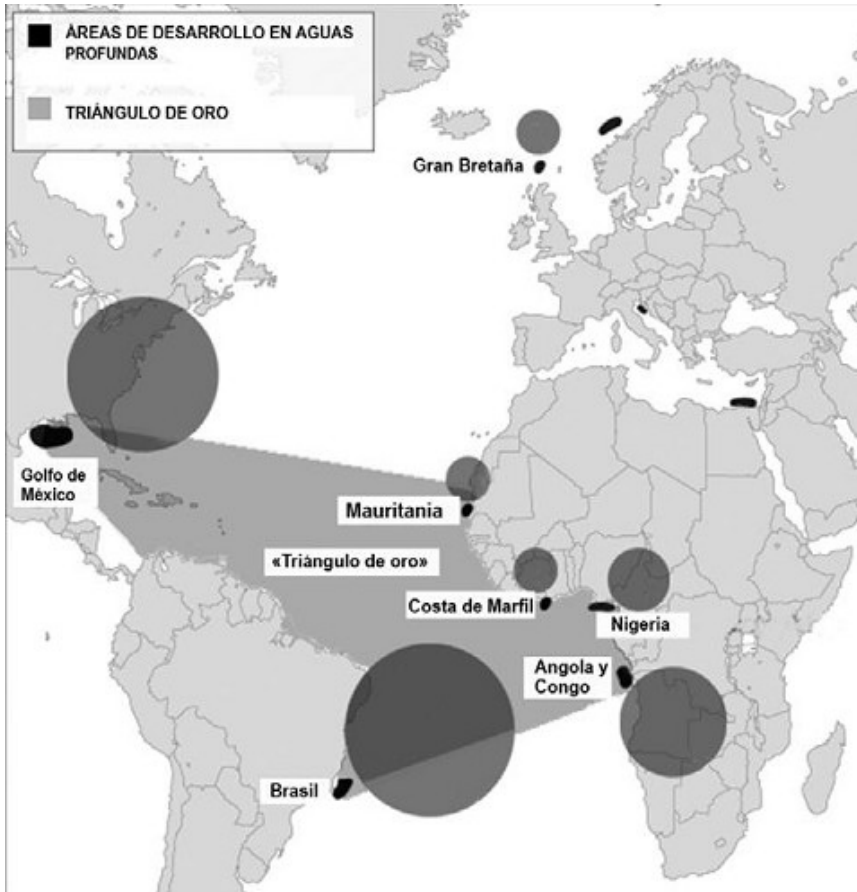 ÁREAS DE DESARROLLO EN AGUAS
PROFUNDAS
TRIÁNGULO DE ORO
Gran Bretaña
Golfo de
México
Mauritania
«Triángulo de oro»
Costa de Marfil
Nigeria
Angola y
Congo
Brasil